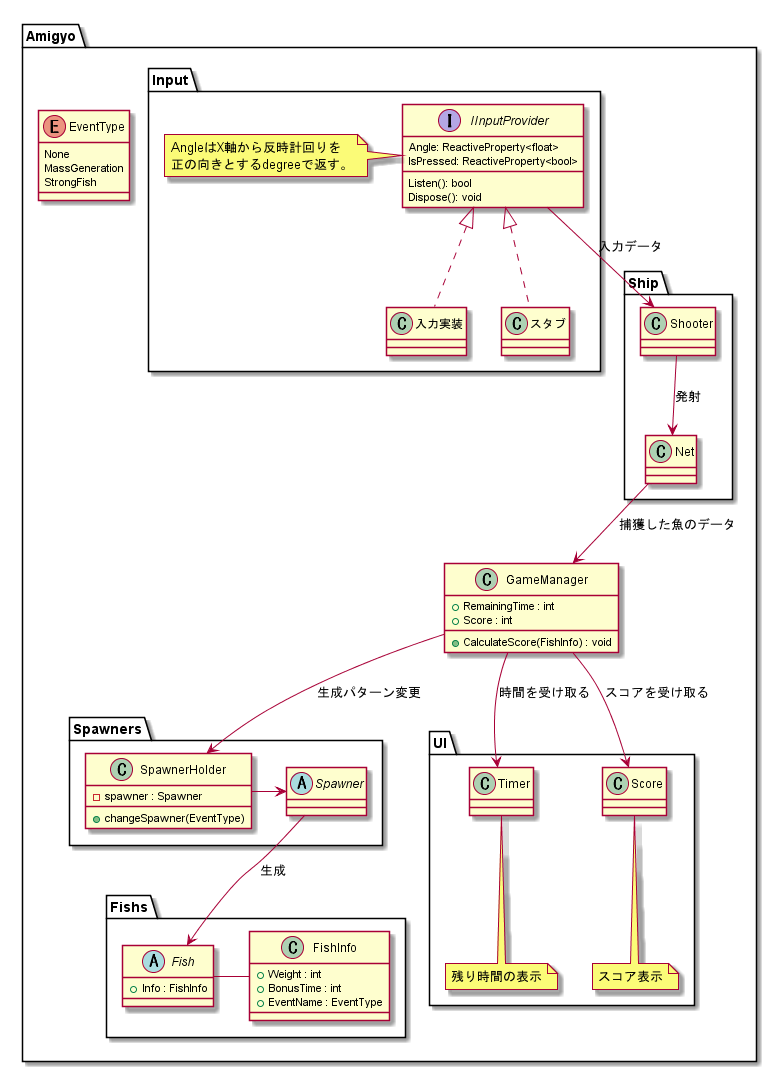 Amigyo
Input
E EventType
None
MassGeneration
StrongFish
AngleはX軸から反時計回りを
正の向きとするdegreeで返す。
I IInputProvider
Angle: ReactiveProperty<float>
IsPressed: ReactiveProperty<bool>
Listen(): bool
Dispose(): void
入力データ
C 入力実装
C スタブ
Ship
C Shooter
発射
C Net
捕獲した魚のデータ
C GameManager
RemainingTime : int
Score : int
CalculateScore(FishInfo) : void
生成パターン変更
時間を受け取る
スコアを受け取る
Spawners
C SpawnerHolder
spawner : Spawner
changeSpawner(EventType)
A Spawner
生成
UI
C Timer
C Score
残り時間の表示
スコア表示
Fishs
A Fish
Info : FishInfo
C FishInfo
Weight : int
BonusTime : int
EventName : EventType